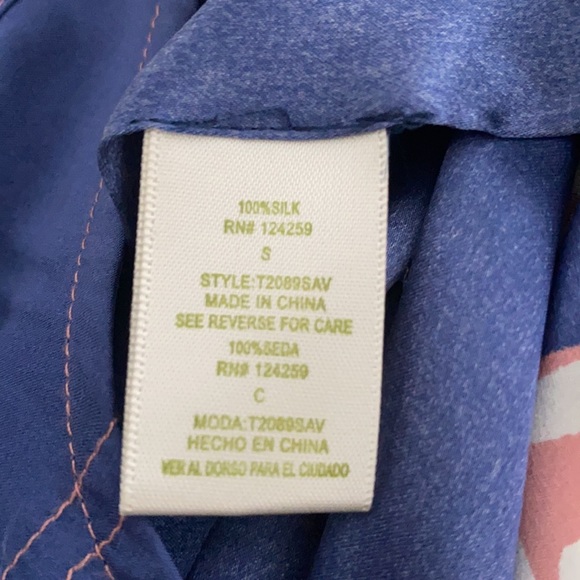 100%SILK
RN# 124259
S
STYLE:T2089SAV
MADE IN CHINA
SEE REVERSE FOR CARE
100%SEDA
RN# 124259
C
MODA:T2089SAV
HECHO EN CHINA
VER AL DORSO PARA EL CIUDADO